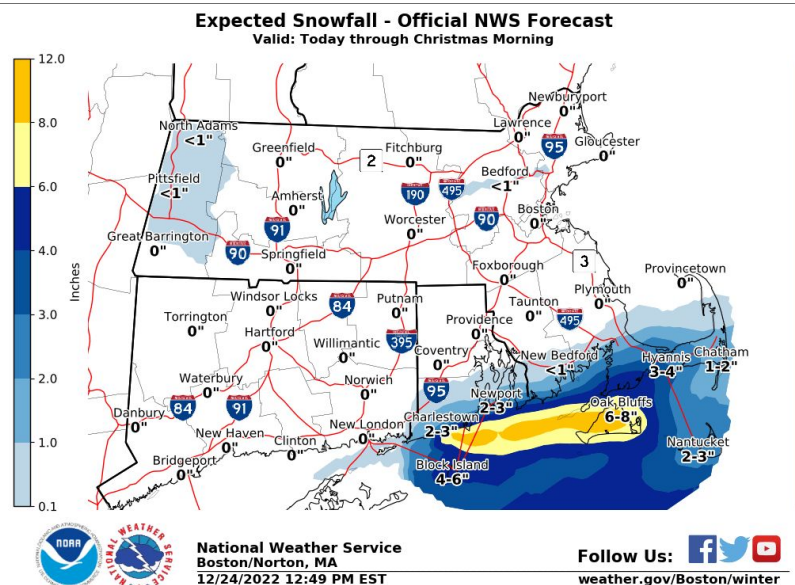 Expected Snowfall - Official NWS Forecast
Valid: Today through Christmas Morning
12.0
8.0
6.0
4.0
3.0
2.0
1.0
0.1
Inches
Newburyport
0"
North Adams
<1"
Lawrence
0"
Greenfield
0"
2
Fitchburg
0"
95
Gloucester
0"
Pittsfield
<1"
Bedford
<1"
Amherst
0"
190
495
Worcester
0"
90
Boston
0"
91
Great Barrington
0"
90
Springfield
0"
Foxborough
0"
3
Provincetown
0"
Windsor Locks
0"
84
Putnam
0"
Taunton
0"
Plymouth
0"
Torrington
0"
Hartford
0"
Willimantic
0"
395
Providence
0"
495
Coventry
0"
New Bedford
<1"
Hyannis
3-4"
Chatham
1-2"
Waterbury
0"
Norwich
0"
95
Newport
2-3"
Oak Bluffs
6-8"
Danbury
0"
84
91
Charlestown
2-3"
New Haven
0"
Clinton
0"
New London
0"
Nantucket
2-3"
Bridgeport
0"
Block Island
4-6"
NOAA
NATIONAL WEATHER SERVICE
National Weather Service
Boston/Norton, MA
12/24/2022 12:49 PM EST
Follow Us:
weather.gov/Boston/winter